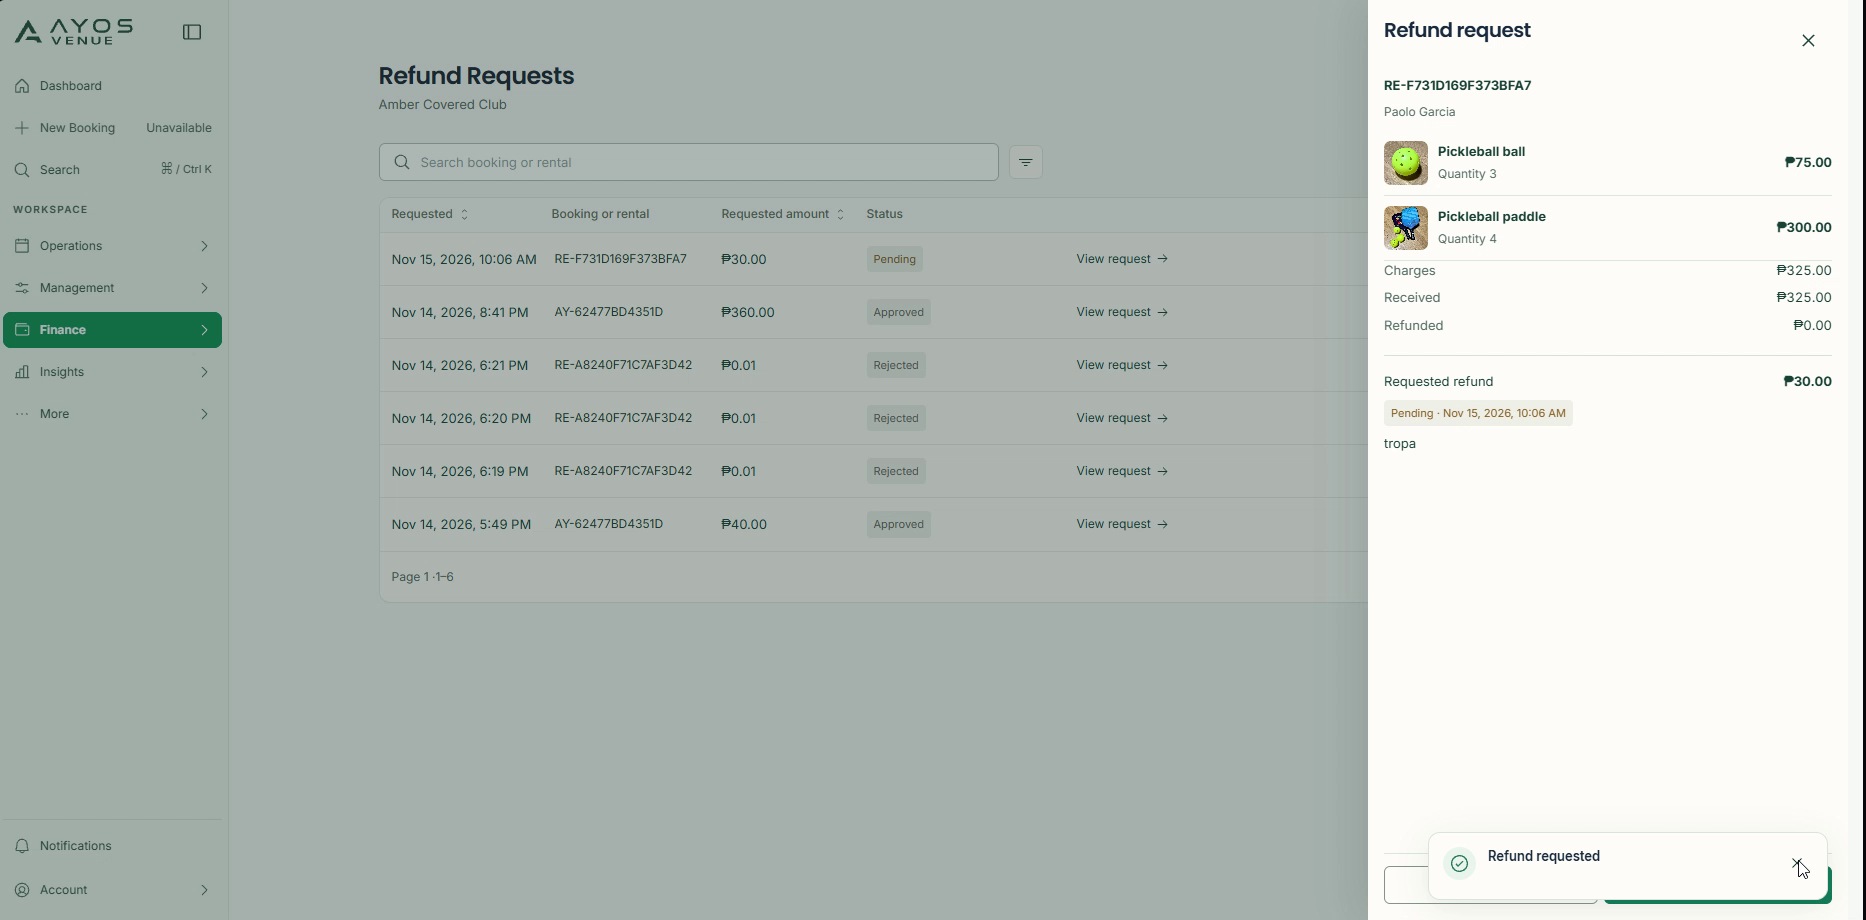 AYOS
VENUE
Dashboard
New Booking Unavailable
Search ⌘ / Ctrl K
WORKSPACE
Operations
Management
Finance
Insights
More
Notifications
Account
Refund Requests
Amber Covered Club
Search booking or rental
Requested Booking or rental Requested amount Status
Nov 15, 2026, 10:06 AM RE-F731D169F373BFA7 ₱30.00 Pending View request →
Nov 14, 2026, 8:41 PM AY-62477BD4351D ₱360.00 Approved View request →
Nov 14, 2026, 6:21 PM RE-A8240F71C7AF3D42 ₱0.01 Rejected View request →
Nov 14, 2026, 6:20 PM RE-A8240F71C7AF3D42 ₱0.01 Rejected View request →
Nov 14, 2026, 6:19 PM RE-A8240F71C7AF3D42 ₱0.01 Rejected View request →
Nov 14, 2026, 5:49 PM AY-62477BD4351D ₱40.00 Approved View request →
Page 1 ·1–6
Refund request
RE-F731D169F373BFA7
Paolo Garcia
Pickleball ball ₱75.00
Quantity 3
Pickleball paddle ₱300.00
Quantity 4
Charges ₱325.00
Received ₱325.00
Refunded ₱0.00
Requested refund ₱30.00
Pending · Nov 15, 2026, 10:06 AM
tropa
Refund requested